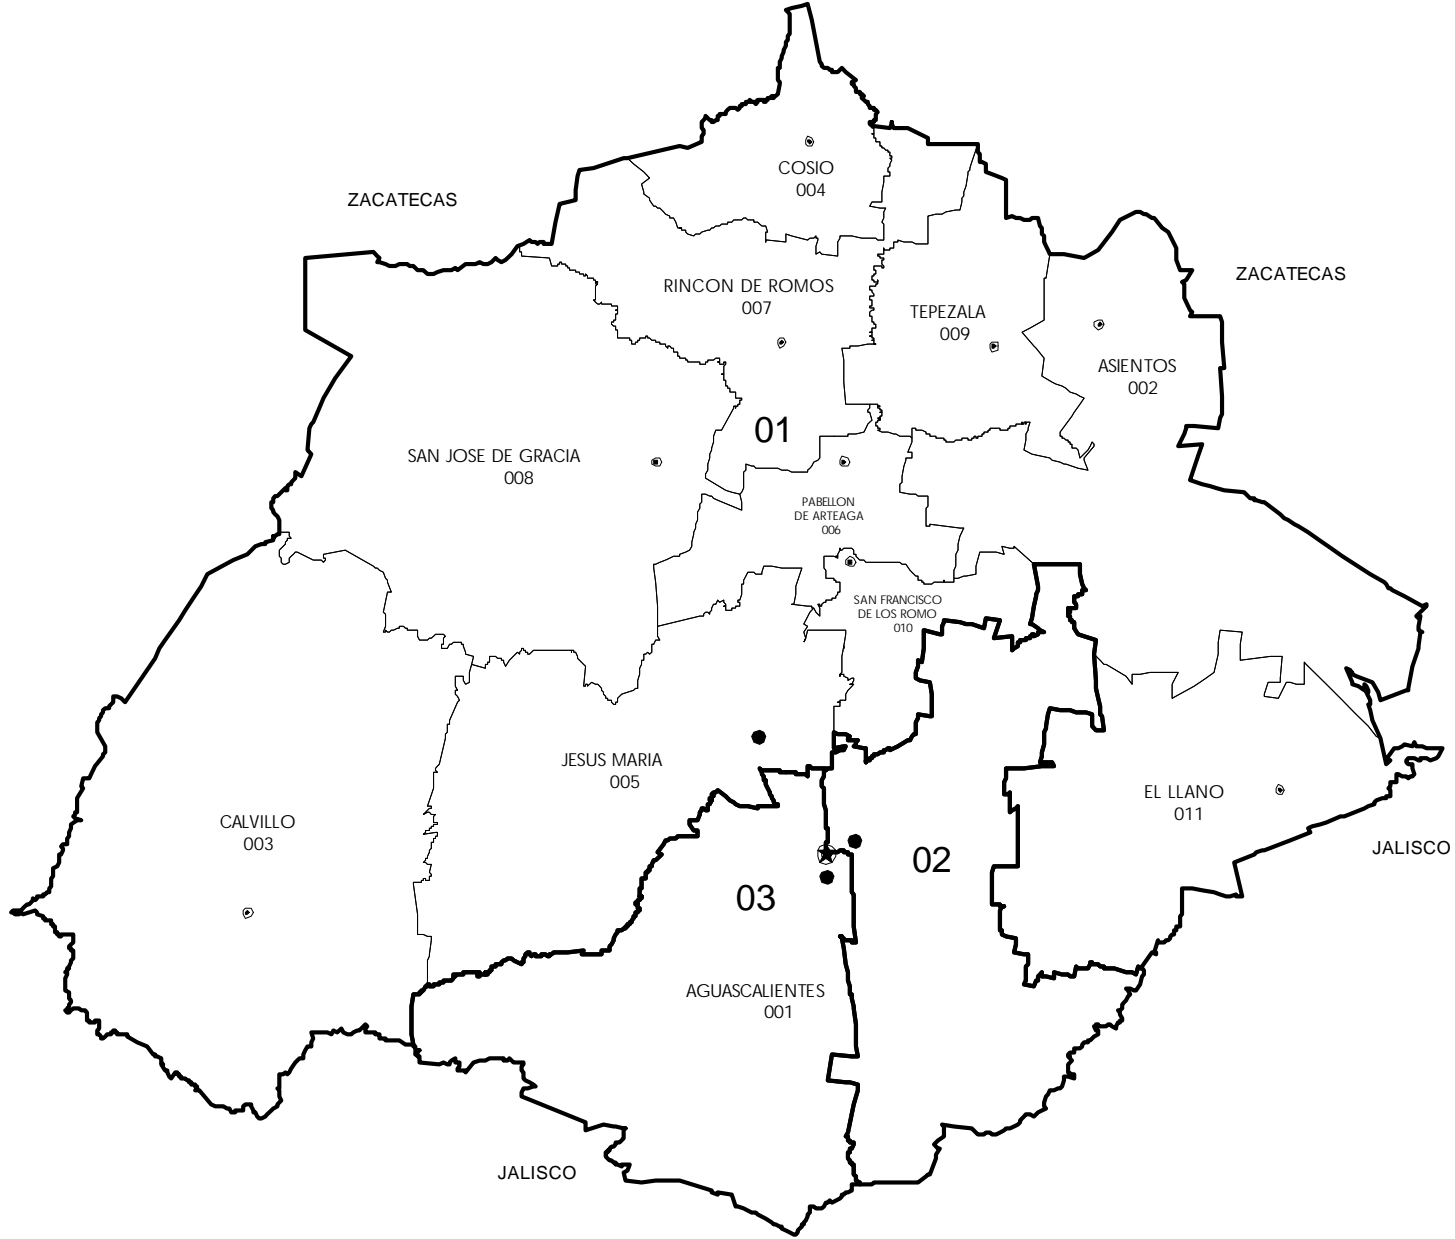 COSIO
004
ZACATECAS
ZACATECAS
RINCON DE ROMOS
007
TEPEZALA
009
ASIENTOS
002
01
SAN JOSE DE GRACIA
008
PABELLON
DE ARTEAGA
006
SAN FRANCISCO
DE LOS ROMO
010
JESUS MARIA
005
EL LLANO
011
CALVILLO
003
JALISCO
02
03
AGUASCALIENTES
001
JALISCO